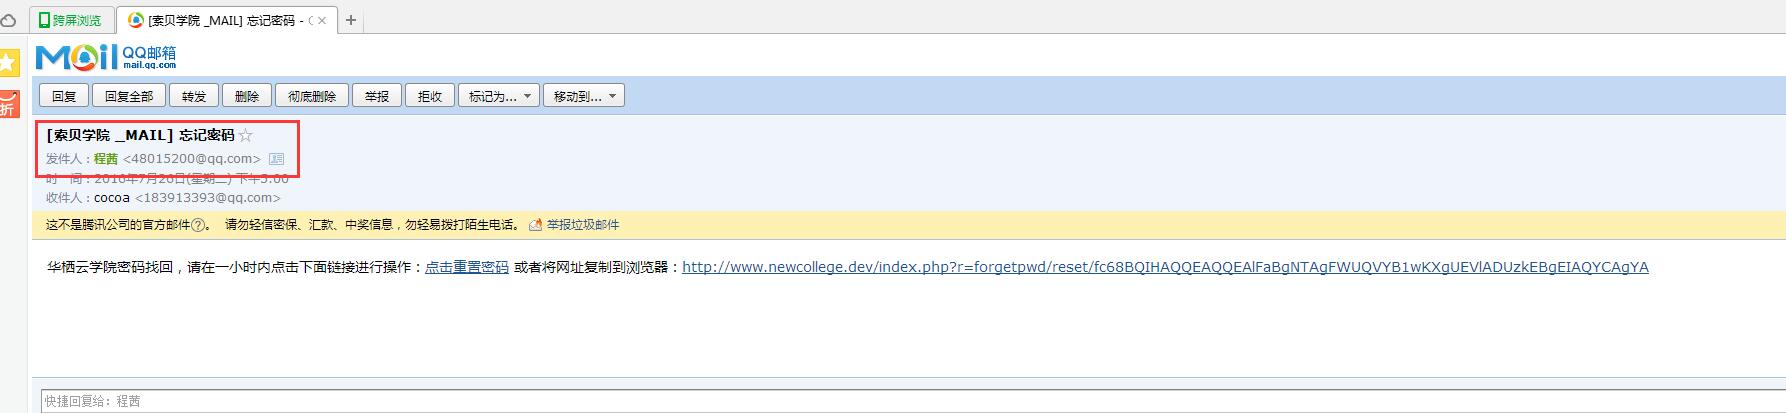 跨屏浏览 [索贝学院 _MAIL] 忘记密码 - ( × +
Mail QQ邮箱
mail.qq.com
折
回复 回复全部 转发 删除 彻底删除 举报 拒收 标记为... 移动到...
[索贝学院 _MAIL] 忘记密码☆
发件人：程茜 <48015200@qq.com>
时 间：2016年7月26日(星期二) 下午5:00
收件人：cocoa <183913393@qq.com>
这不是腾讯公司的官方邮件?。 请勿轻信密保、汇款、中奖信息，勿轻易拨打陌生电话。 举报垃圾邮件
华栖云学院密码找回，请在一小时内点击下面链接进行操作：点击重置密码 或者将网址复制到浏览器：http://www.newcollege.dev/index.php?r=forgetpwd/reset/fc68BQIHAQQEAQQEAlFaBgNTAgFWUQVYB1wKXgUEVlADUzkEBgEIAQYCAgYA
快捷回复给：程茜